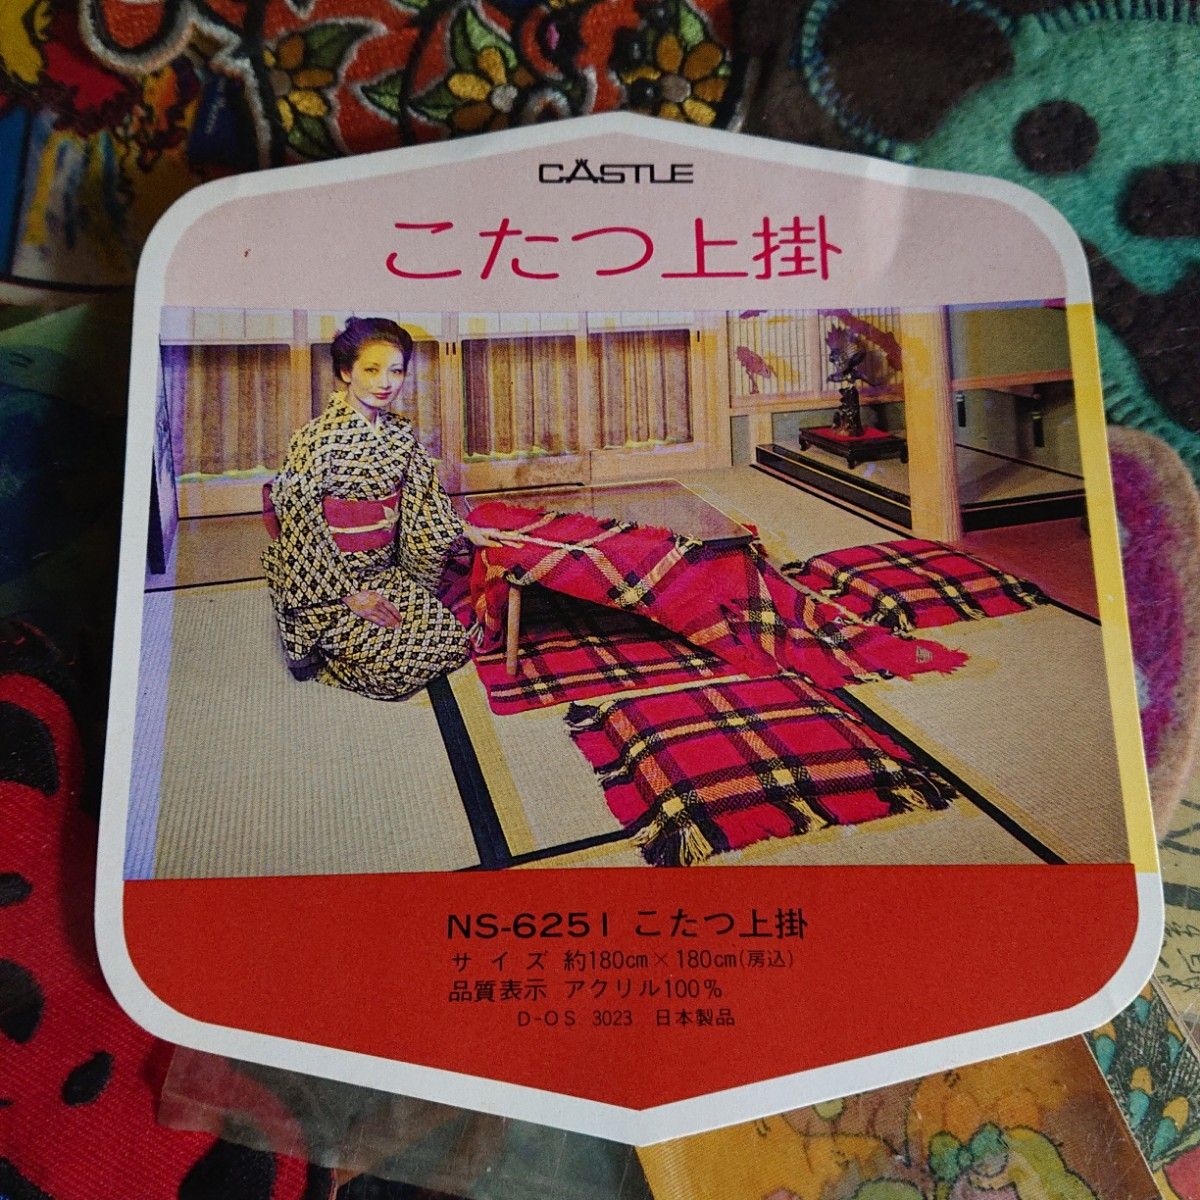 CASTLE
こたつ上掛
NS-6251 こたつ上掛
サイズ 約180cm×180cm(房込)
品質表示 アクリル100%
D-OS 3023 日本製品